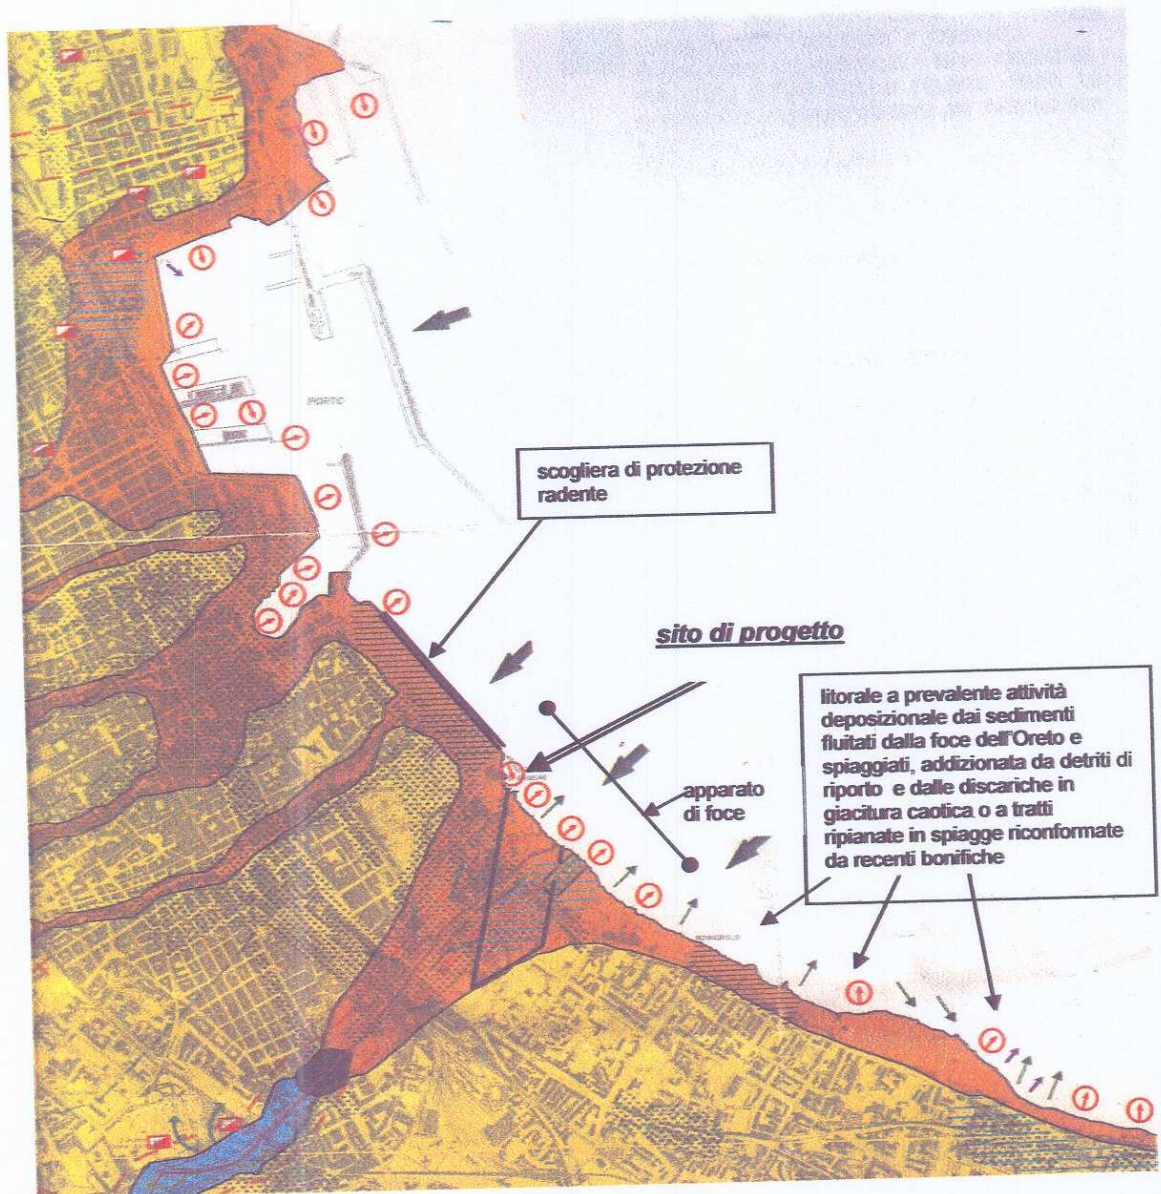 PORTO
scogliera di protezione
radente
sito di progetto
litorale a prevalente attività
deposizionale dai sedimenti
fluitati dalla foce dell'Oreto e
spiaggiati, addizionata da detriti di
riporto e dalle discariche in
giacitura caotica o a tratti
ripianate in spiagge riconformate
da recenti bonifiche
apparato
di foce